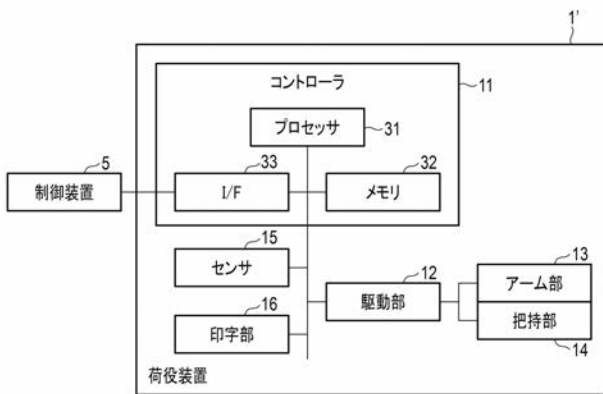 1'
コントローラ
11
プロセッサ
31
5
制御装置
33
I/F
32
メモリ
15
センサ
12
駆動部
13
アーム部
16
印字部
把持部
14
荷役装置